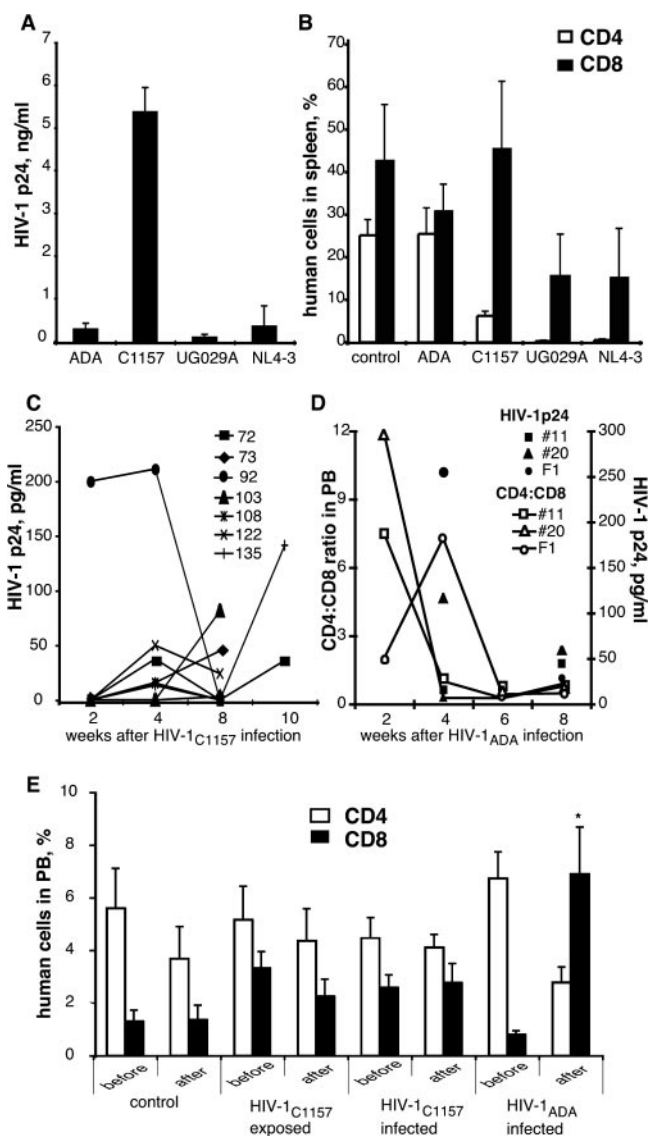 A
HIV-1 p24, ng/ml
7
6
5
4
3
2
1
0
ADA C1157 UG029A NL4-3
B
CD4
CD8
human cells in spleen, %
70
60
50
40
30
20
10
0
control ADA C1157 UG029A NL4-3
C
HIV-1 p24, pg/ml
250
200
150
100
50
0
72
73
92
103
108
122
135
2 4 8 10
weeks after HIV-1C1157 infection
D
CD4:CD8 ratio in PB
12
9
6
3
0
HIV-1p24
#11
#20
F1
CD4:CD8
#11
#20
F1
300
250
200
150
100
50
0
HIV-1 p24, pg/ml
2 4 6 8
weeks after HIV-1ADA infection
E
human cells in PB, %
10
8
6
4
2
0
CD4
CD8
*
before after before after before after before after
control HIV-1C1157 HIV-1C1157 HIV-1ADA
exposed infected infected